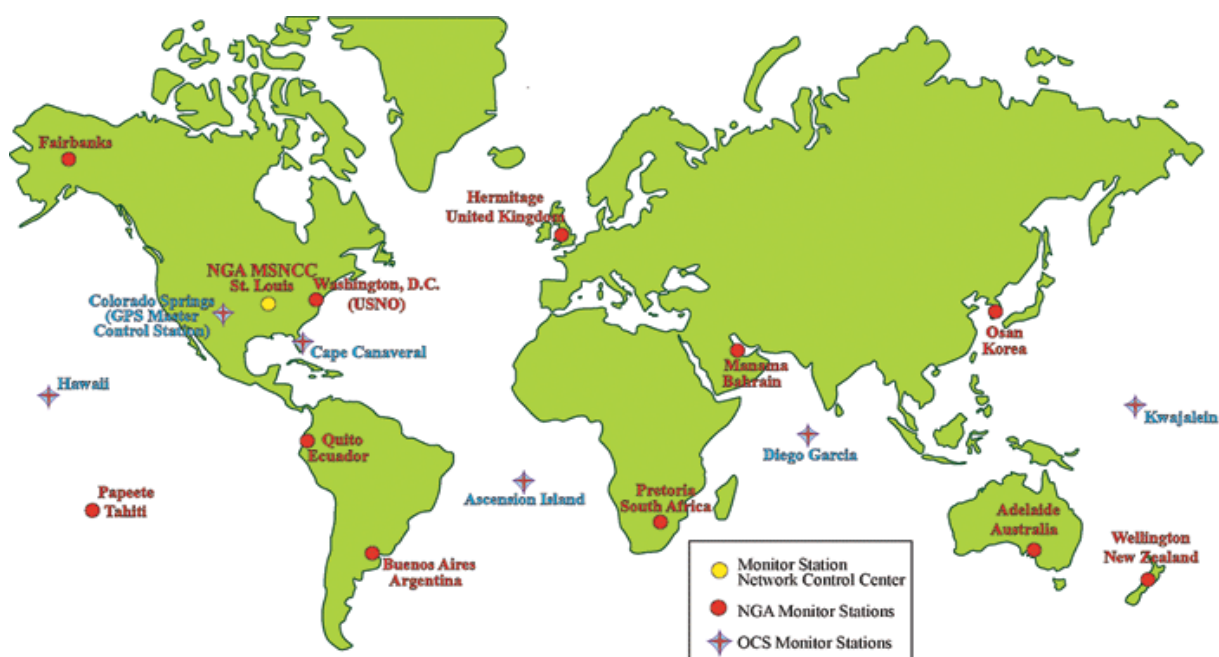 Fairbanks
Hermitage
United Kingdom
NGA MSNCC
St. Louis
Washington, D.C.
(USNO)
Colorado Springs
(GPS Master
Control Station)
Cape Canaveral
Hawaii
Osan
Korea
Manama
Bahrain
Kwajalein
Quito
Ecuador
Diego Garcia
Papeete
Tahiti
Ascension Island
Pretoria
South Africa
Adelaide
Australia
Wellington
New Zealand
Buenos Aires
Argentina
Monitor Station
Network Control Center
NGA Monitor Stations
OCS Monitor Stations